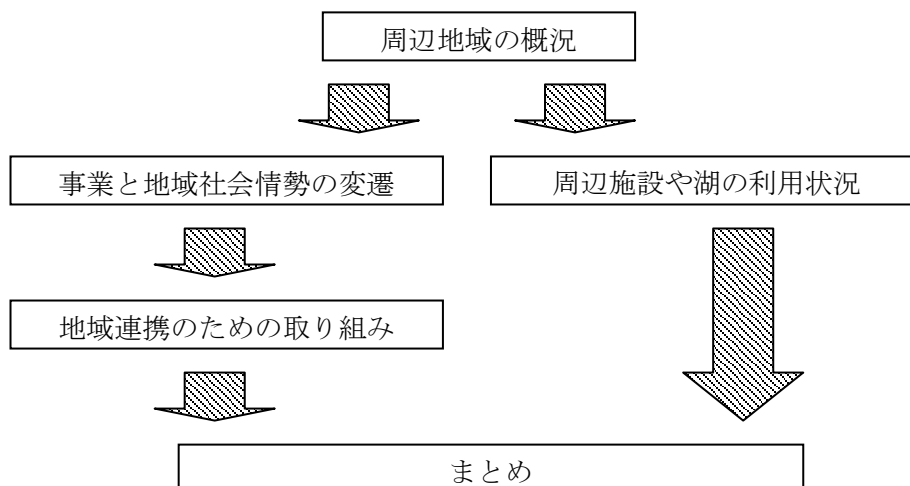 周辺地域の概況
事業と地域社会情勢の変遷
周辺施設や湖の利用状況
地域連携のための取り組み
まとめ